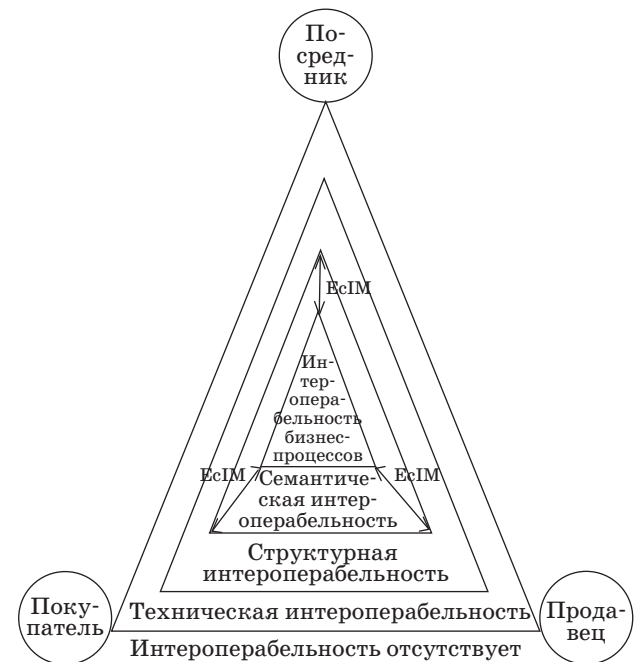 По-
сред-
ник
EcIM
Ин-
тер-
опера-
бельность
бизнес-
процессов
EcIM
EcIM
Семантиче-
ская интер-
операбельность
Структурная
интероперабельность
Поку-
патель
Техническая интероперабельность
Прода-
вец
Интероперабельность отсутствует